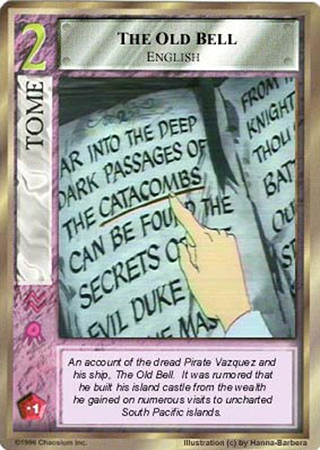 2
THE OLD BELL
ENGLISH
TOME
AR INTO THE DEEP
DARK PASSAGES OF
THE CATACOMBS
CAN BE FOUND THE
SECRETS O
EVIL DUKE
THE MAS
FROM
KNIGHT
THOU
BAT
An account of the dread Pirate Vazquez and
his ship, The Old Bell. It was rumored that
he built his island castle from the wealth
he gained on numerous visits to uncharted
South Pacific islands.
-1
©1996 Chaosium Inc.
Illustration (c) by Hanna-Barbera